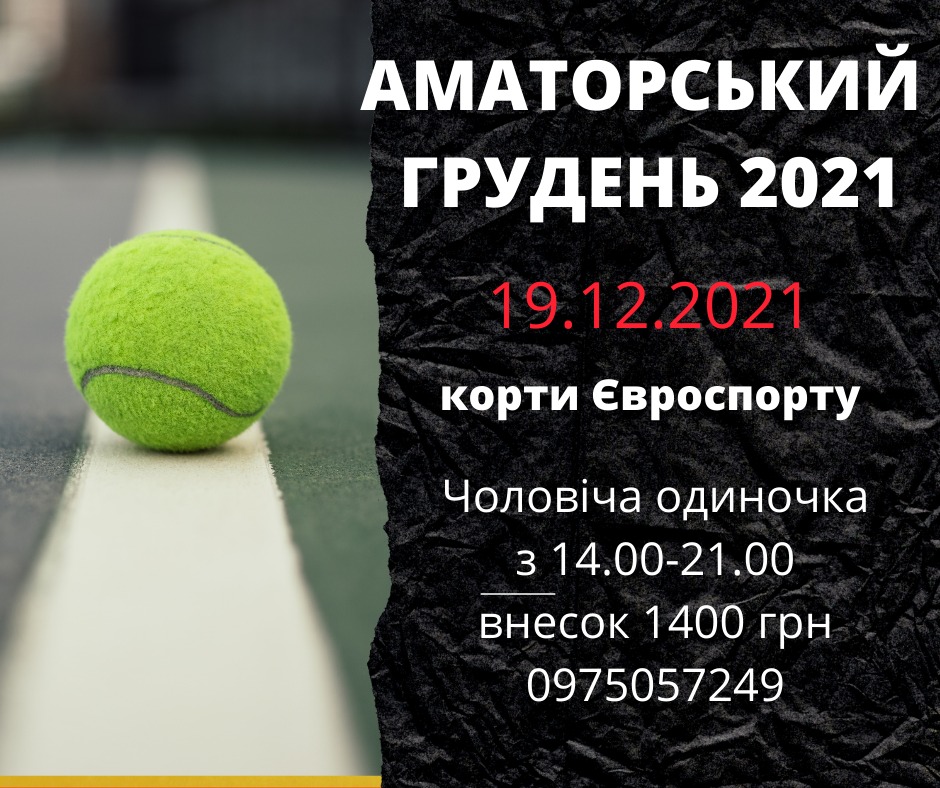 АМАТОРСЬКИЙ
ГРУДЕНЬ 2021
19.12.2021
корти Євроспорту
Чоловіча одиночка
з 14.00-21.00
внесок 1400 грн
0975057249